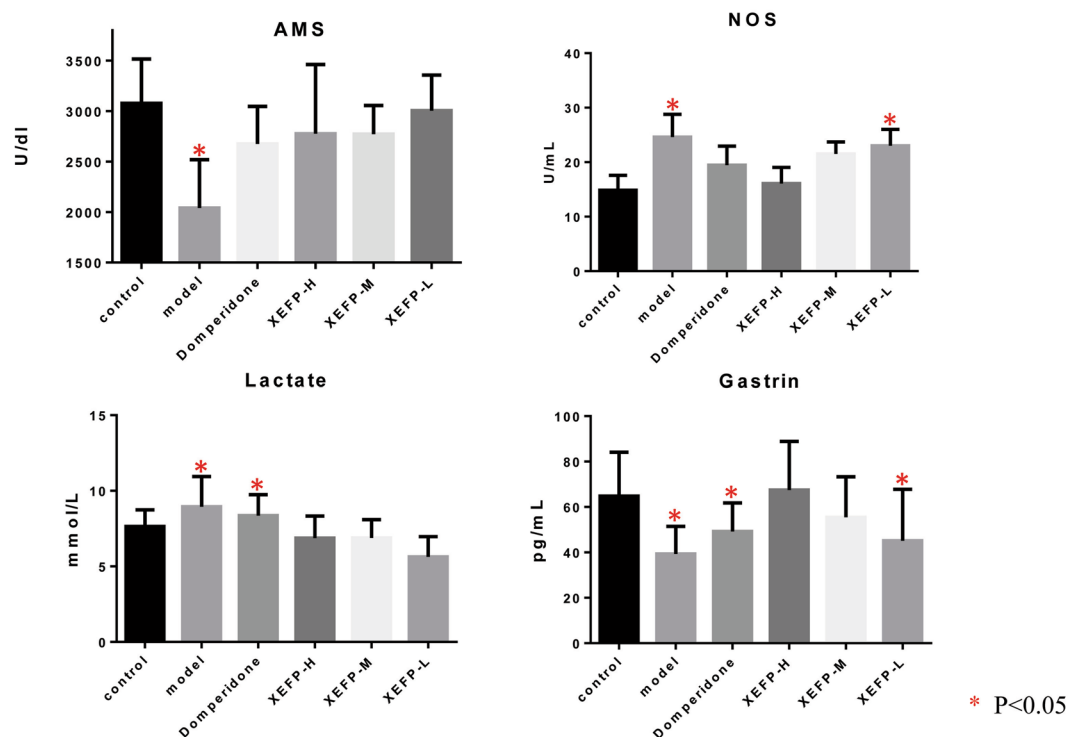 AMS
U/dl
3500
3000
2500
2000
1500
*
control
model
Domperidone
XEFP-H
XEFP-M
XEFP-L
NOS
U/mL
40
30
20
10
0
*
*
control
model
Domperidone
XEFP-H
XEFP-M
XEFP-L
Lactate
mmol/L
15
10
5
0
*
*
control
model
Domperidone
XEFP-H
XEFP-M
XEFP-L
Gastrin
pg/mL
100
80
60
40
20
0
*
*
*
control
model
Domperidone
XEFP-H
XEFP-M
XEFP-L
* P<0.05